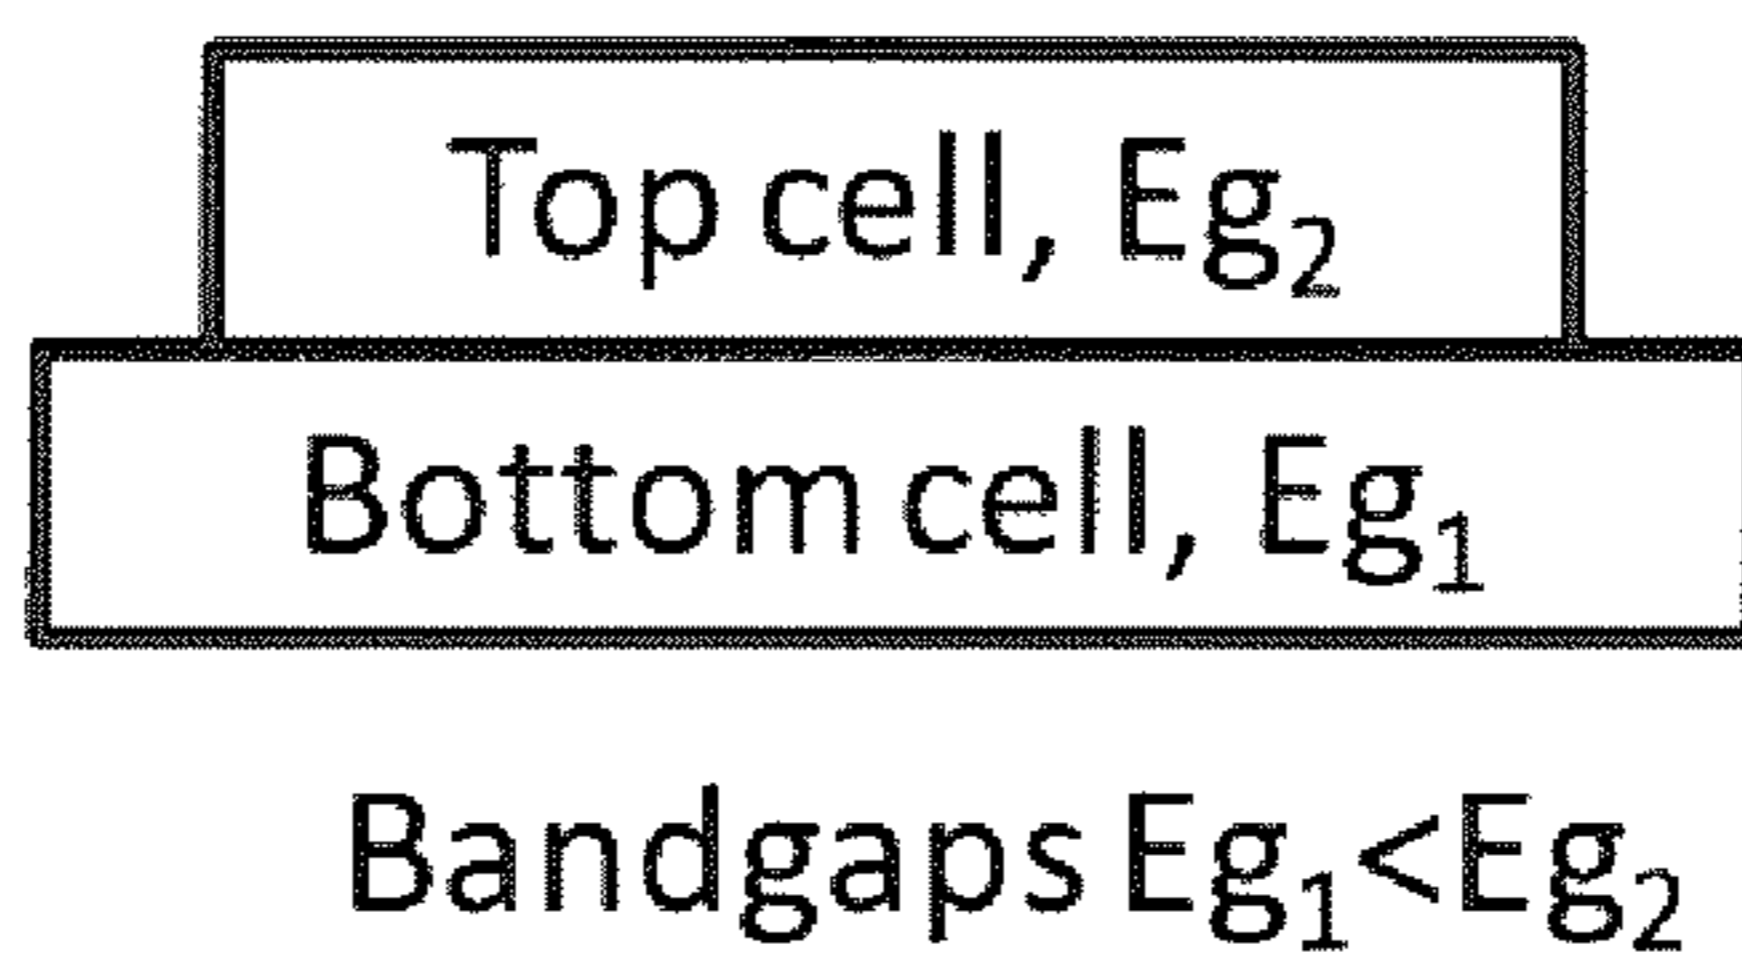 Top cell, Eg₂
Bottom cell, Eg₁
Bandgaps Eg₁<Eg₂